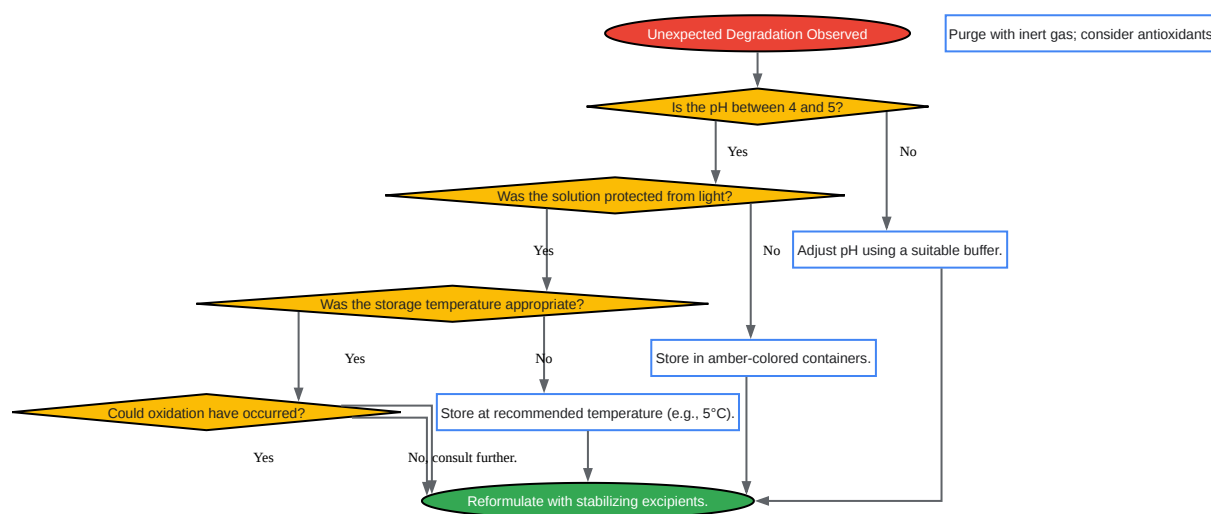 Unexpected Degradation Observed
Purge with inert gas; consider antioxidants
Is the pH between 4 and 5?
Yes
No
Was the solution protected from light?
Yes
No
Adjust pH using a suitable buffer.
Was the storage temperature appropriate?
Yes
No
Store in amber-colored containers.
Could oxidation have occurred?
Store at recommended temperature (e.g., 5°C).
Yes
No, consult further.
Reformulate with stabilizing excipients.